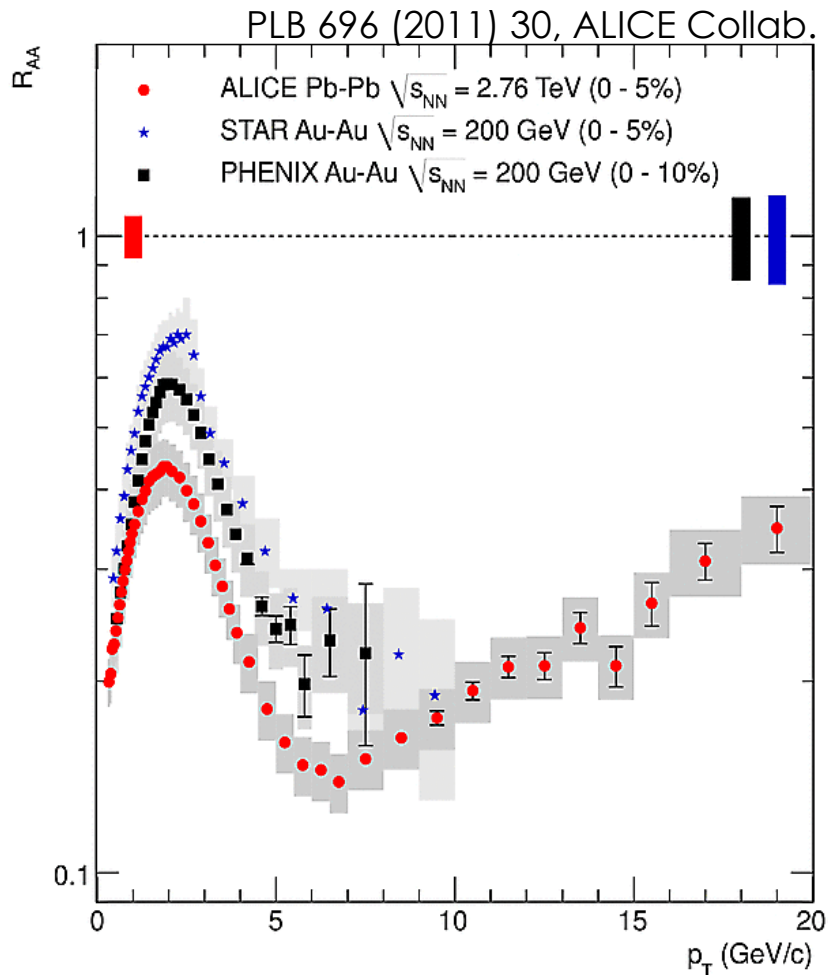 PLB 696 (2011) 30, ALICE Collab.
R_AA
ALICE Pb-Pb √s_NN = 2.76 TeV (0 - 5%)
STAR Au-Au √s_NN = 200 GeV (0 - 5%)
PHENIX Au-Au √s_NN = 200 GeV (0 - 10%)
1
0.1
0 5 10 15 20
p_T (GeV/c)